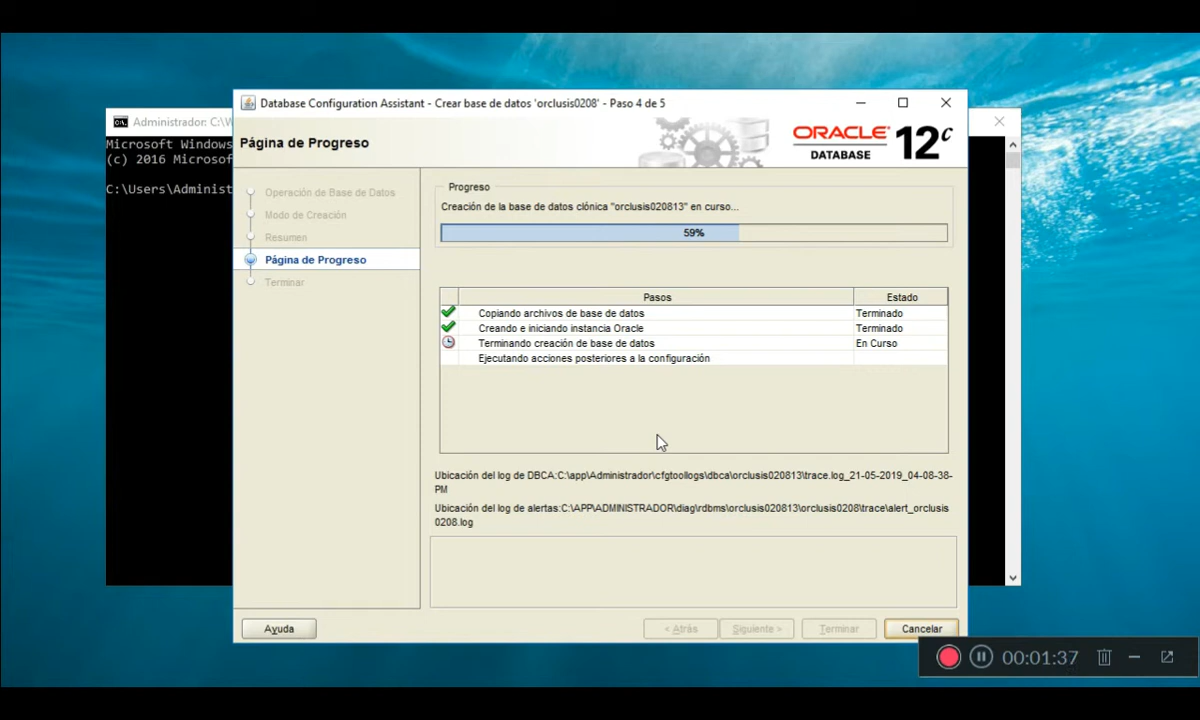 Database Configuration Assistant - Crear base de datos 'orclusis0208' - Paso 4 de 5
Administrador: C:\W
Microsoft Windows
(c) 2016 Microsof
C:\Users\Administ
Página de Progreso
ORACLE
DATABASE
12c
Operación de Base de Datos
Modo de Creación
Resumen
Página de Progreso
Terminar
Progreso
Creación de la base de datos clónica "orclusis020813" en curso...
59%
Pasos Estado
Copiando archivos de base de datos Terminado
Creando e iniciando instancia Oracle Terminado
Terminando creación de base de datos En Curso
Ejecutando acciones posteriores a la configuración
Ubicación del log de DBCA:C:\app\Administrador\cfgtoollogs\dbca\orclusis020813\trace.log_21-05-2019_04-08-38-
PM
Ubicación del log de alertas:C:\APP\ADMINISTRADOR\diag\rdbms\orclusis020813\orclusis0208\trace\alert_orclusis
0208.log
Ayuda
< Atrás
Siguiente >
Terminar
Cancelar
00:01:37